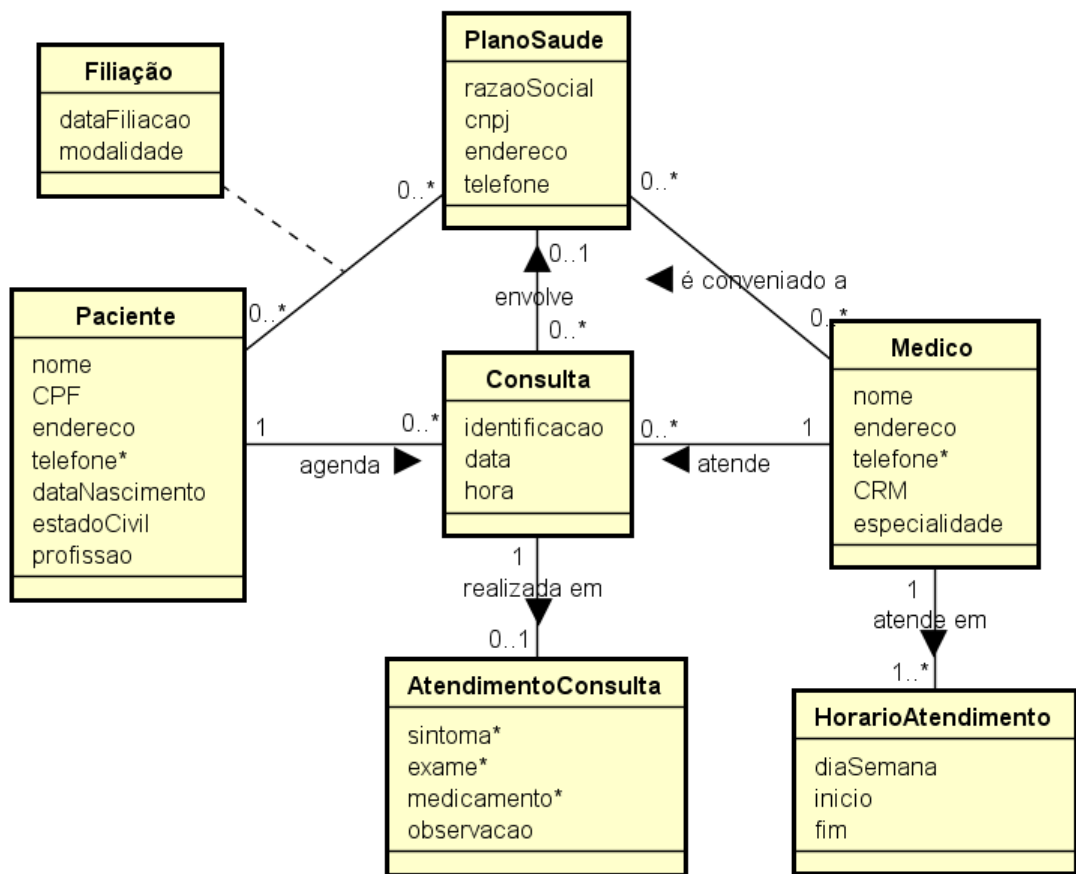 PlanoSaude
razaoSocial
cnpj
endereco
telefone
Filiação
dataFiliacao
modalidade
0..*
0..*
0..1
envolve
é conveniado a
0..*
0..*
0..*
Paciente
nome
CPF
endereco
telefone*
dataNascimento
estadoCivil
profissao
Consulta
identificacao
data
hora
Medico
nome
endereco
telefone*
CRM
especialidade
1
0..*
agenda
0..*
1
atende
1
realizada em
0..1
1
atende em
1..*
AtendimentoConsulta
sintoma*
exame*
medicamento*
observacao
HorarioAtendimento
diaSemana
inicio
fim